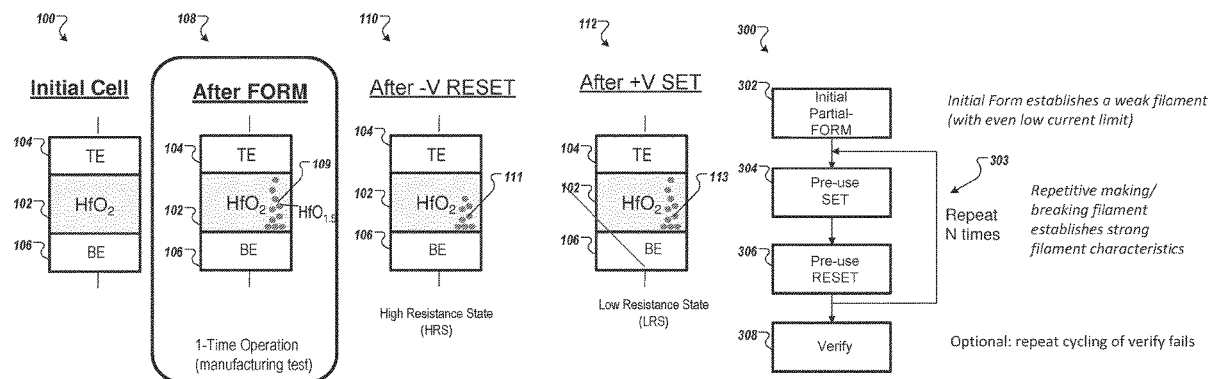 100
Initial Cell
104
TE
102
HfO2
106
BE
108
After FORM
104
TE
109
102
HfO2
HfO1.5
106
BE
1-Time Operation
(manufacturing test)
110
After -V RESET
104
TE
102
HfO2
111
106
BE
High Resistance State
(HRS)
112
After +V SET
104
TE
102
HfO2
113
106
BE
Low Resistance State
(LRS)
300
302
Initial
Partial-
FORM
304
Pre-use
SET
306
Pre-use
RESET
308
Verify
303
Repeat
N times
Initial Form establishes a weak filament
(with even low current limit)
Repetitive making/
breaking filament
establishes strong
filament characteristics
Optional: repeat cycling of verify fails